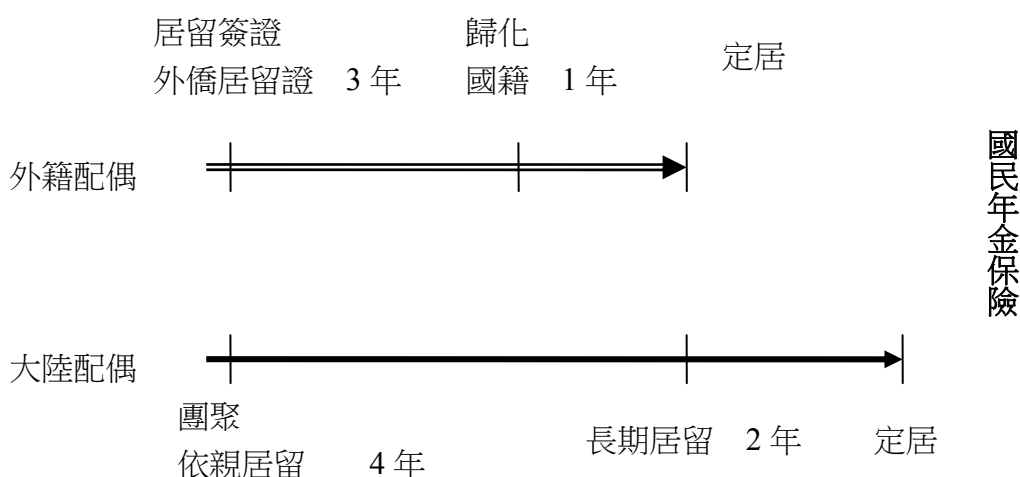 居留簽證
外僑居留證 3 年
歸化
國籍 1 年
定居
外籍配偶
國民年金保險
大陸配偶
團聚
依親居留 4 年
長期居留 2 年
定居